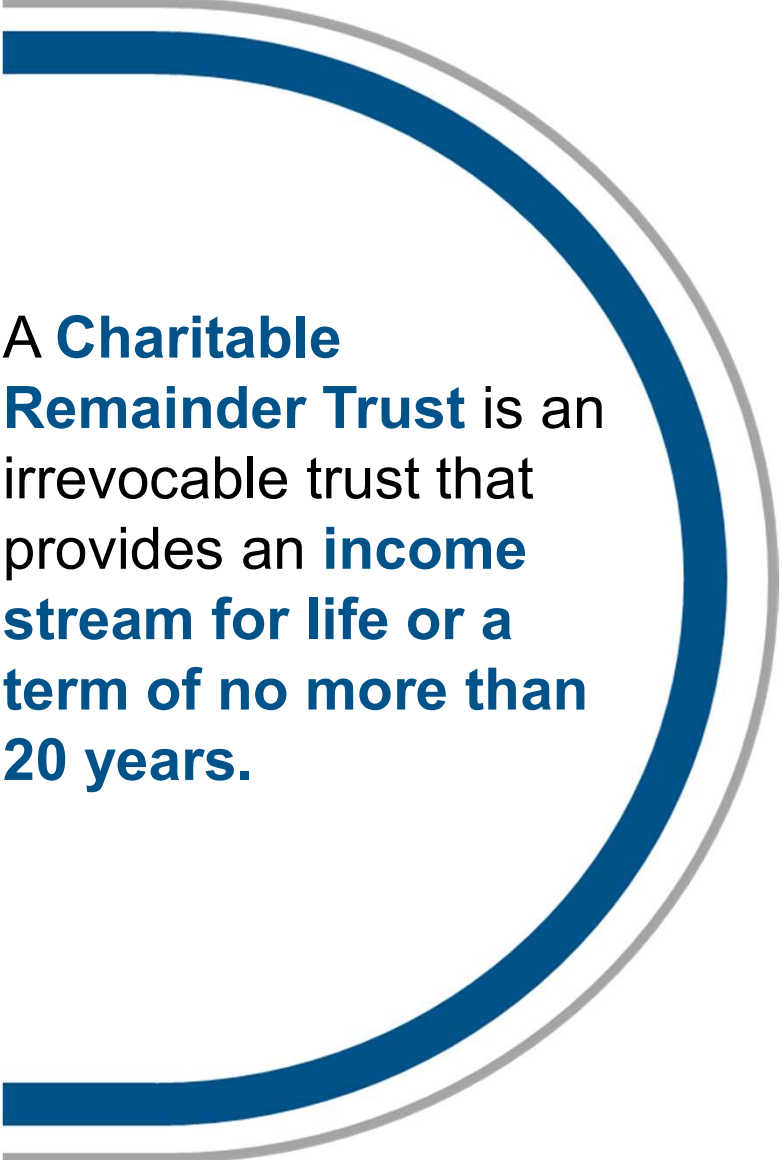 A Charitable
Remainder Trust is an
irrevocable trust that
provides an income
stream for life or a
term of no more than
20 years.